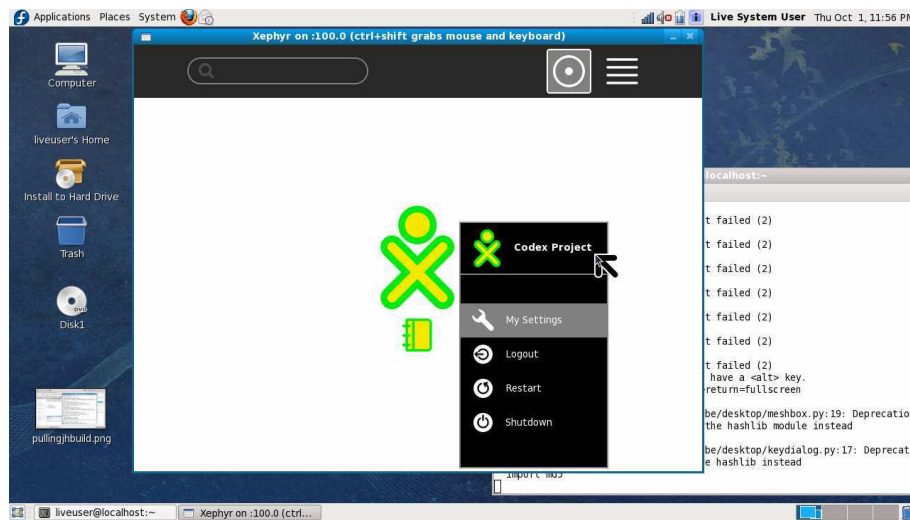 Applications Places System
Live System User Thu Oct 1, 11:56 PM
Xephyr on :100.0 (ctrl+shift grabs mouse and keyboard)
Computer
liveuser's Home
Install to Hard Drive
Trash
DVD
Disk1
pullingjhbuild.png
Codex Project
My Settings
Logout
Restart
Shutdown
localhost:~
t failed (2)
t failed (2)
t failed (2)
t failed (2)
t failed (2)
t failed (2)
t failed (2)
have a <alt> key.
return=fullscreen
be/desktop/meshbox.py:19: Deprecatio
the hashlib module instead
be/desktop/keydialog.py:17: Deprecat
e hashlib instead
import md5
liveuser@localhost:~
Xephyr on :100.0 (ctrl...